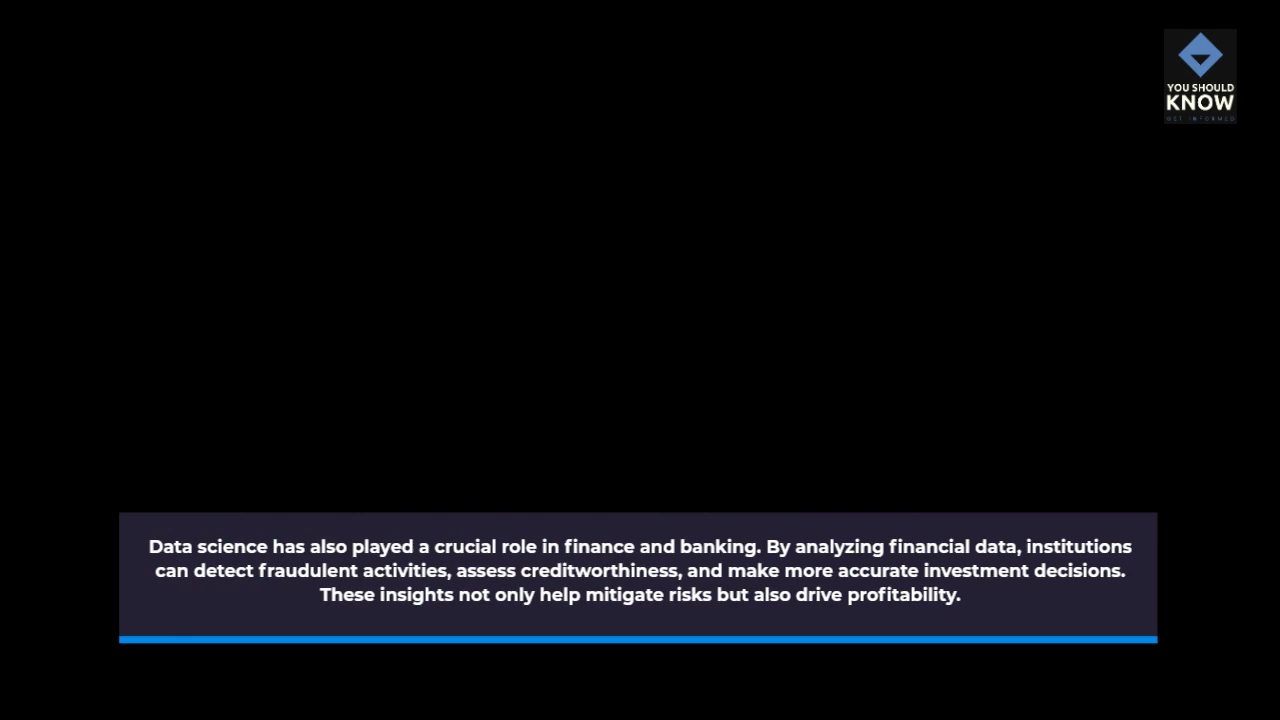 YOU SHOULD
KNOW
GET INFORMED
Data science has also played a crucial role in finance and banking. By analyzing financial data, institutions
can detect fraudulent activities, assess creditworthiness, and make more accurate investment decisions.
These insights not only help mitigate risks but also drive profitability.